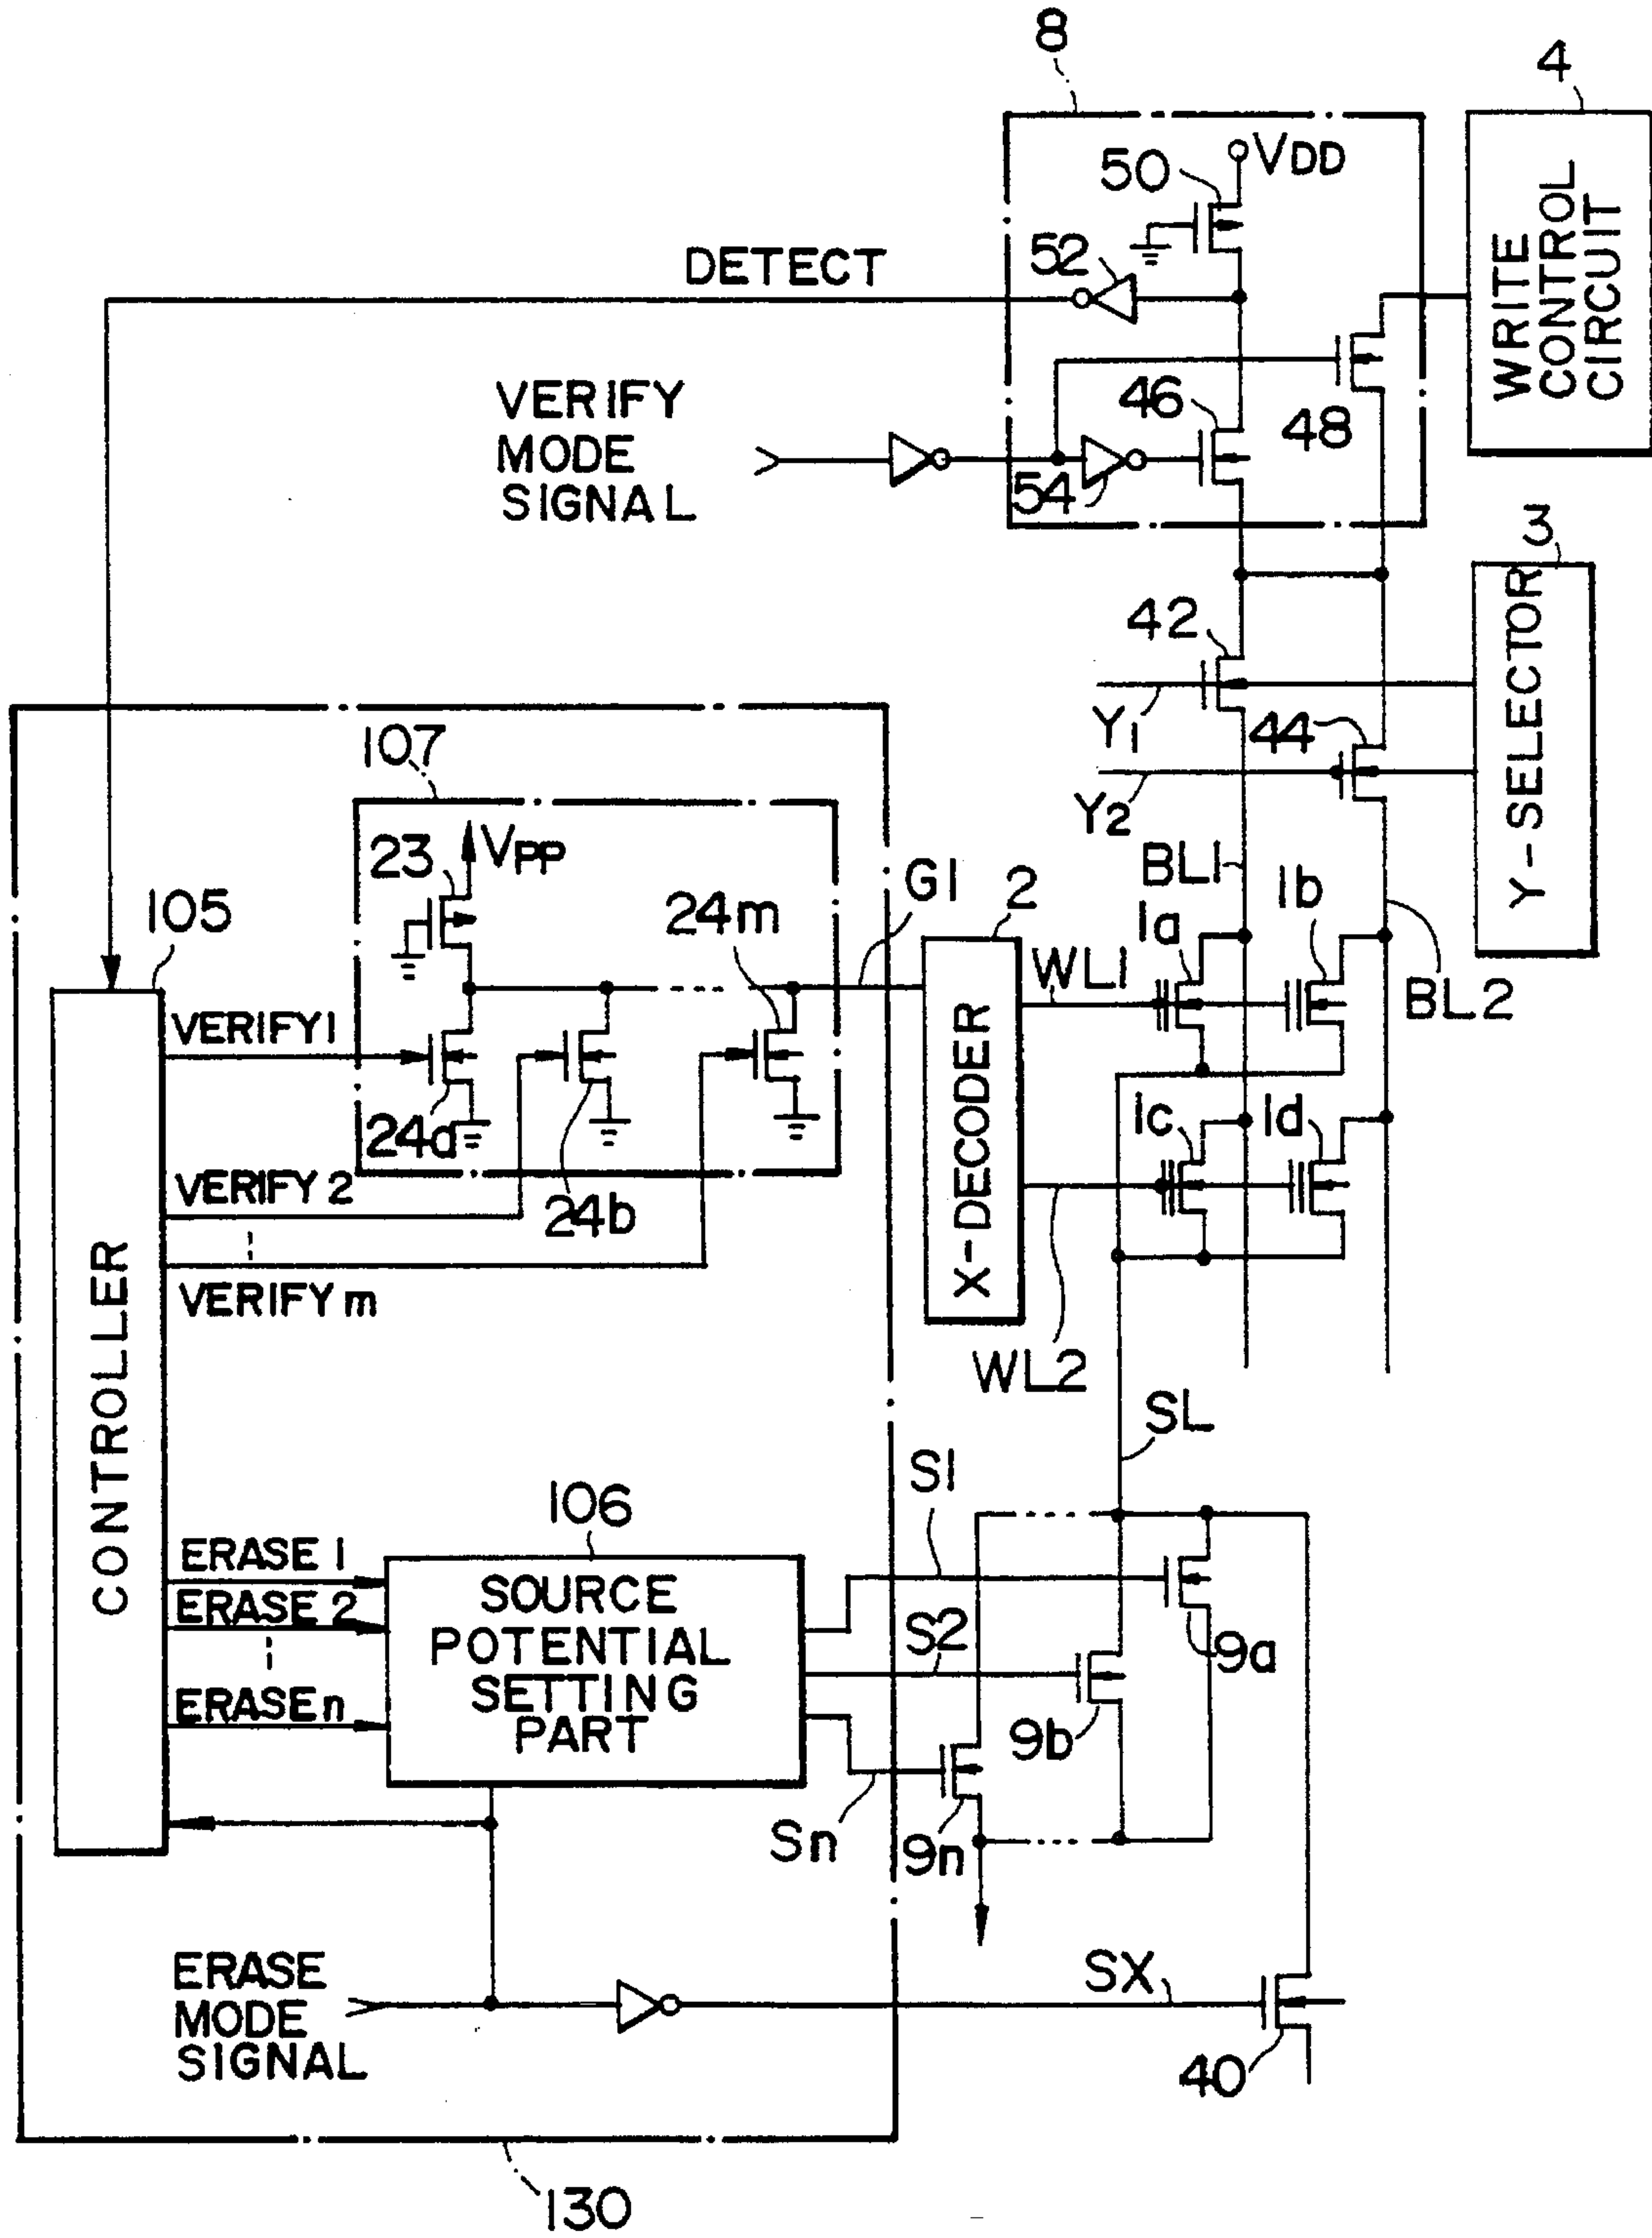 8
4
50
VDD
WRITE
CONTROL
CIRCUIT
DETECT
52
VERIFY
MODE
SIGNAL
46
48
54
3
Y-SELECTOR
42
Y1
44
Y2
107
23
VPP
24m
G1
2
BL1
1b
1a
105
WL1
BL2
VERIFY 1
X-DECODER
24a
1c
1d
VERIFY 2
24b
VERIFY m
CONTROLLER
WL2
SL
S1
106
ERASE 1
ERASE 2
ERASE n
SOURCE
POTENTIAL
SETTING
PART
S2
9a
9b
Sn
9n
ERASE
MODE
SIGNAL
SX
40
130